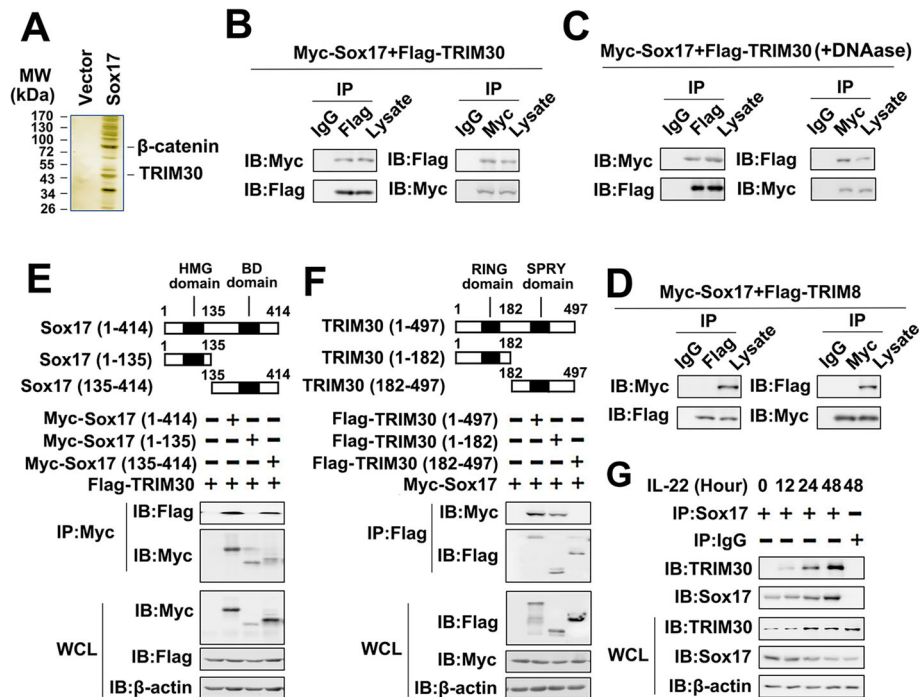 A
MW
(kDa)
Vector
Sox17
170
130
100
72
55
43
34
26
β-catenin
TRIM30
B
Myc-Sox17+Flag-TRIM30
IP
IgG Flag Lysate
IB:Myc
IB:Flag
IP
IgG Myc Lysate
IB:Flag
IB:Myc
C
Myc-Sox17+Flag-TRIM30 (+DNAase)
IP
IgG Flag Lysate
IB:Myc
IB:Flag
IP
IgG Myc Lysate
IB:Flag
IB:Myc
E
HMG
domain
BD
domain
1 135 414
Sox17 (1-414)
1 135
Sox17 (1-135)
135 414
Sox17 (135-414)
Myc-Sox17 (1-414) − + − −
Myc-Sox17 (1-135) − − + −
Myc-Sox17 (135-414) − − − +
Flag-TRIM30 + + + +
IP:Myc
IB:Flag
IB:Myc
WCL
IB:Myc
IB:Flag
IB:β-actin
F
RING
domain
SPRY
domain
1 182 497
TRIM30 (1-497)
1 182
TRIM30 (1-182)
182 497
TRIM30 (182-497)
Flag-TRIM30 (1-497) − + − −
Flag-TRIM30 (1-182) − − + −
Flag-TRIM30 (182-497) − − − +
Myc-Sox17 + + + +
IP:Flag
IB:Myc
IB:Flag
WCL
IB:Flag
IB:Myc
IB:β-actin
D
Myc-Sox17+Flag-TRIM8
IP
IgG Flag Lysate
IB:Myc
IB:Flag
IP
IgG Myc Lysate
IB:Flag
IB:Myc
G
IL-22 (Hour) 0 12 24 48 48
IP:Sox17 + + + + −
IP:IgG − − − − +
IB:TRIM30
IB:Sox17
WCL
IB:TRIM30
IB:Sox17
IB:β-actin